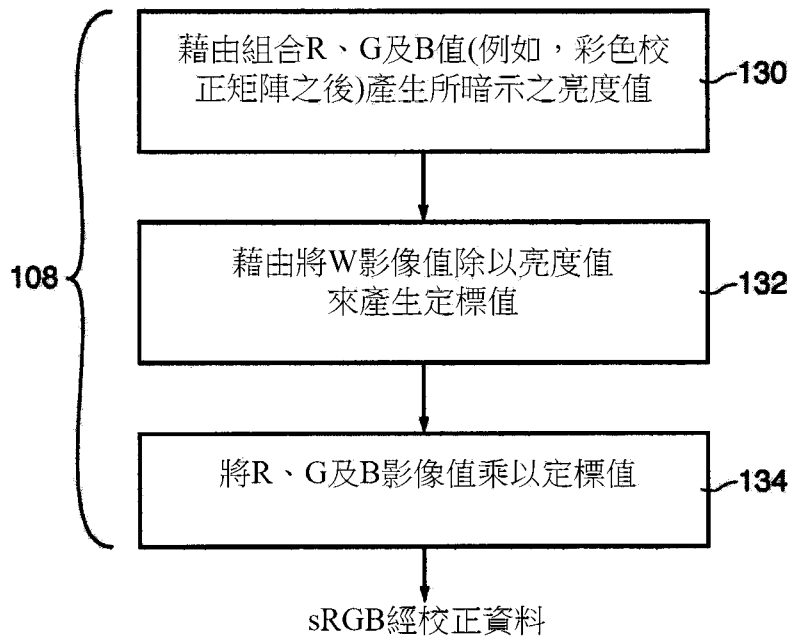 藉由組合R、G及B值(例如，彩色校
正矩陣之後)產生所暗示之亮度值
130
108
藉由將W影像值除以亮度值
來產生定標值
132
將R、G及B影像值乘以定標值
134
sRGB經校正資料